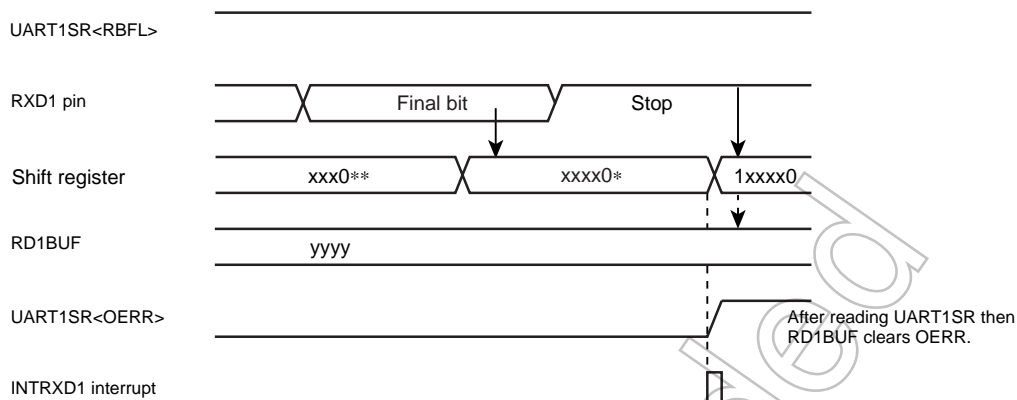 UART1SR<RBFL>
RXD1 pin Final bit Stop
Shift register xxx0** xxxx0* 1xxxx0
RD1BUF yyyy
UART1SR<OERR> After reading UART1SR then
RD1BUF clears OERR.
INTRXD1 interrupt